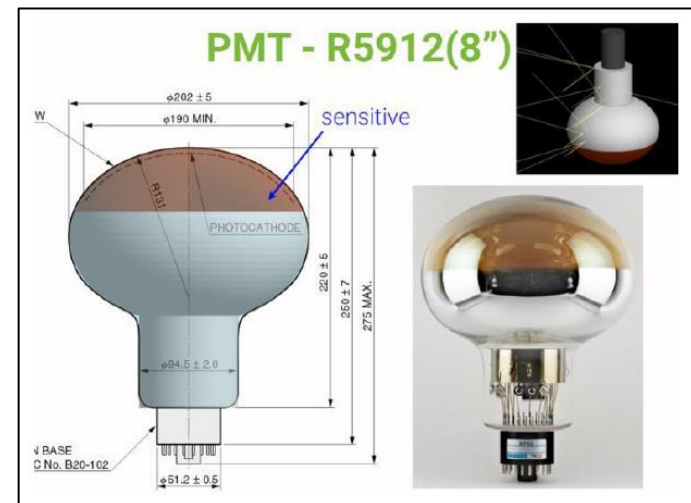 PMT - R5912(8”)
φ202 ± 5
φ190 MIN.
W
sensitive
R131
PHOTOCATHODE
220 ± 5
250 ± 7
275 MAX.
φ84.5 ± 2.0
N BASE
C No. B20-102
φ51.2 ± 0.5